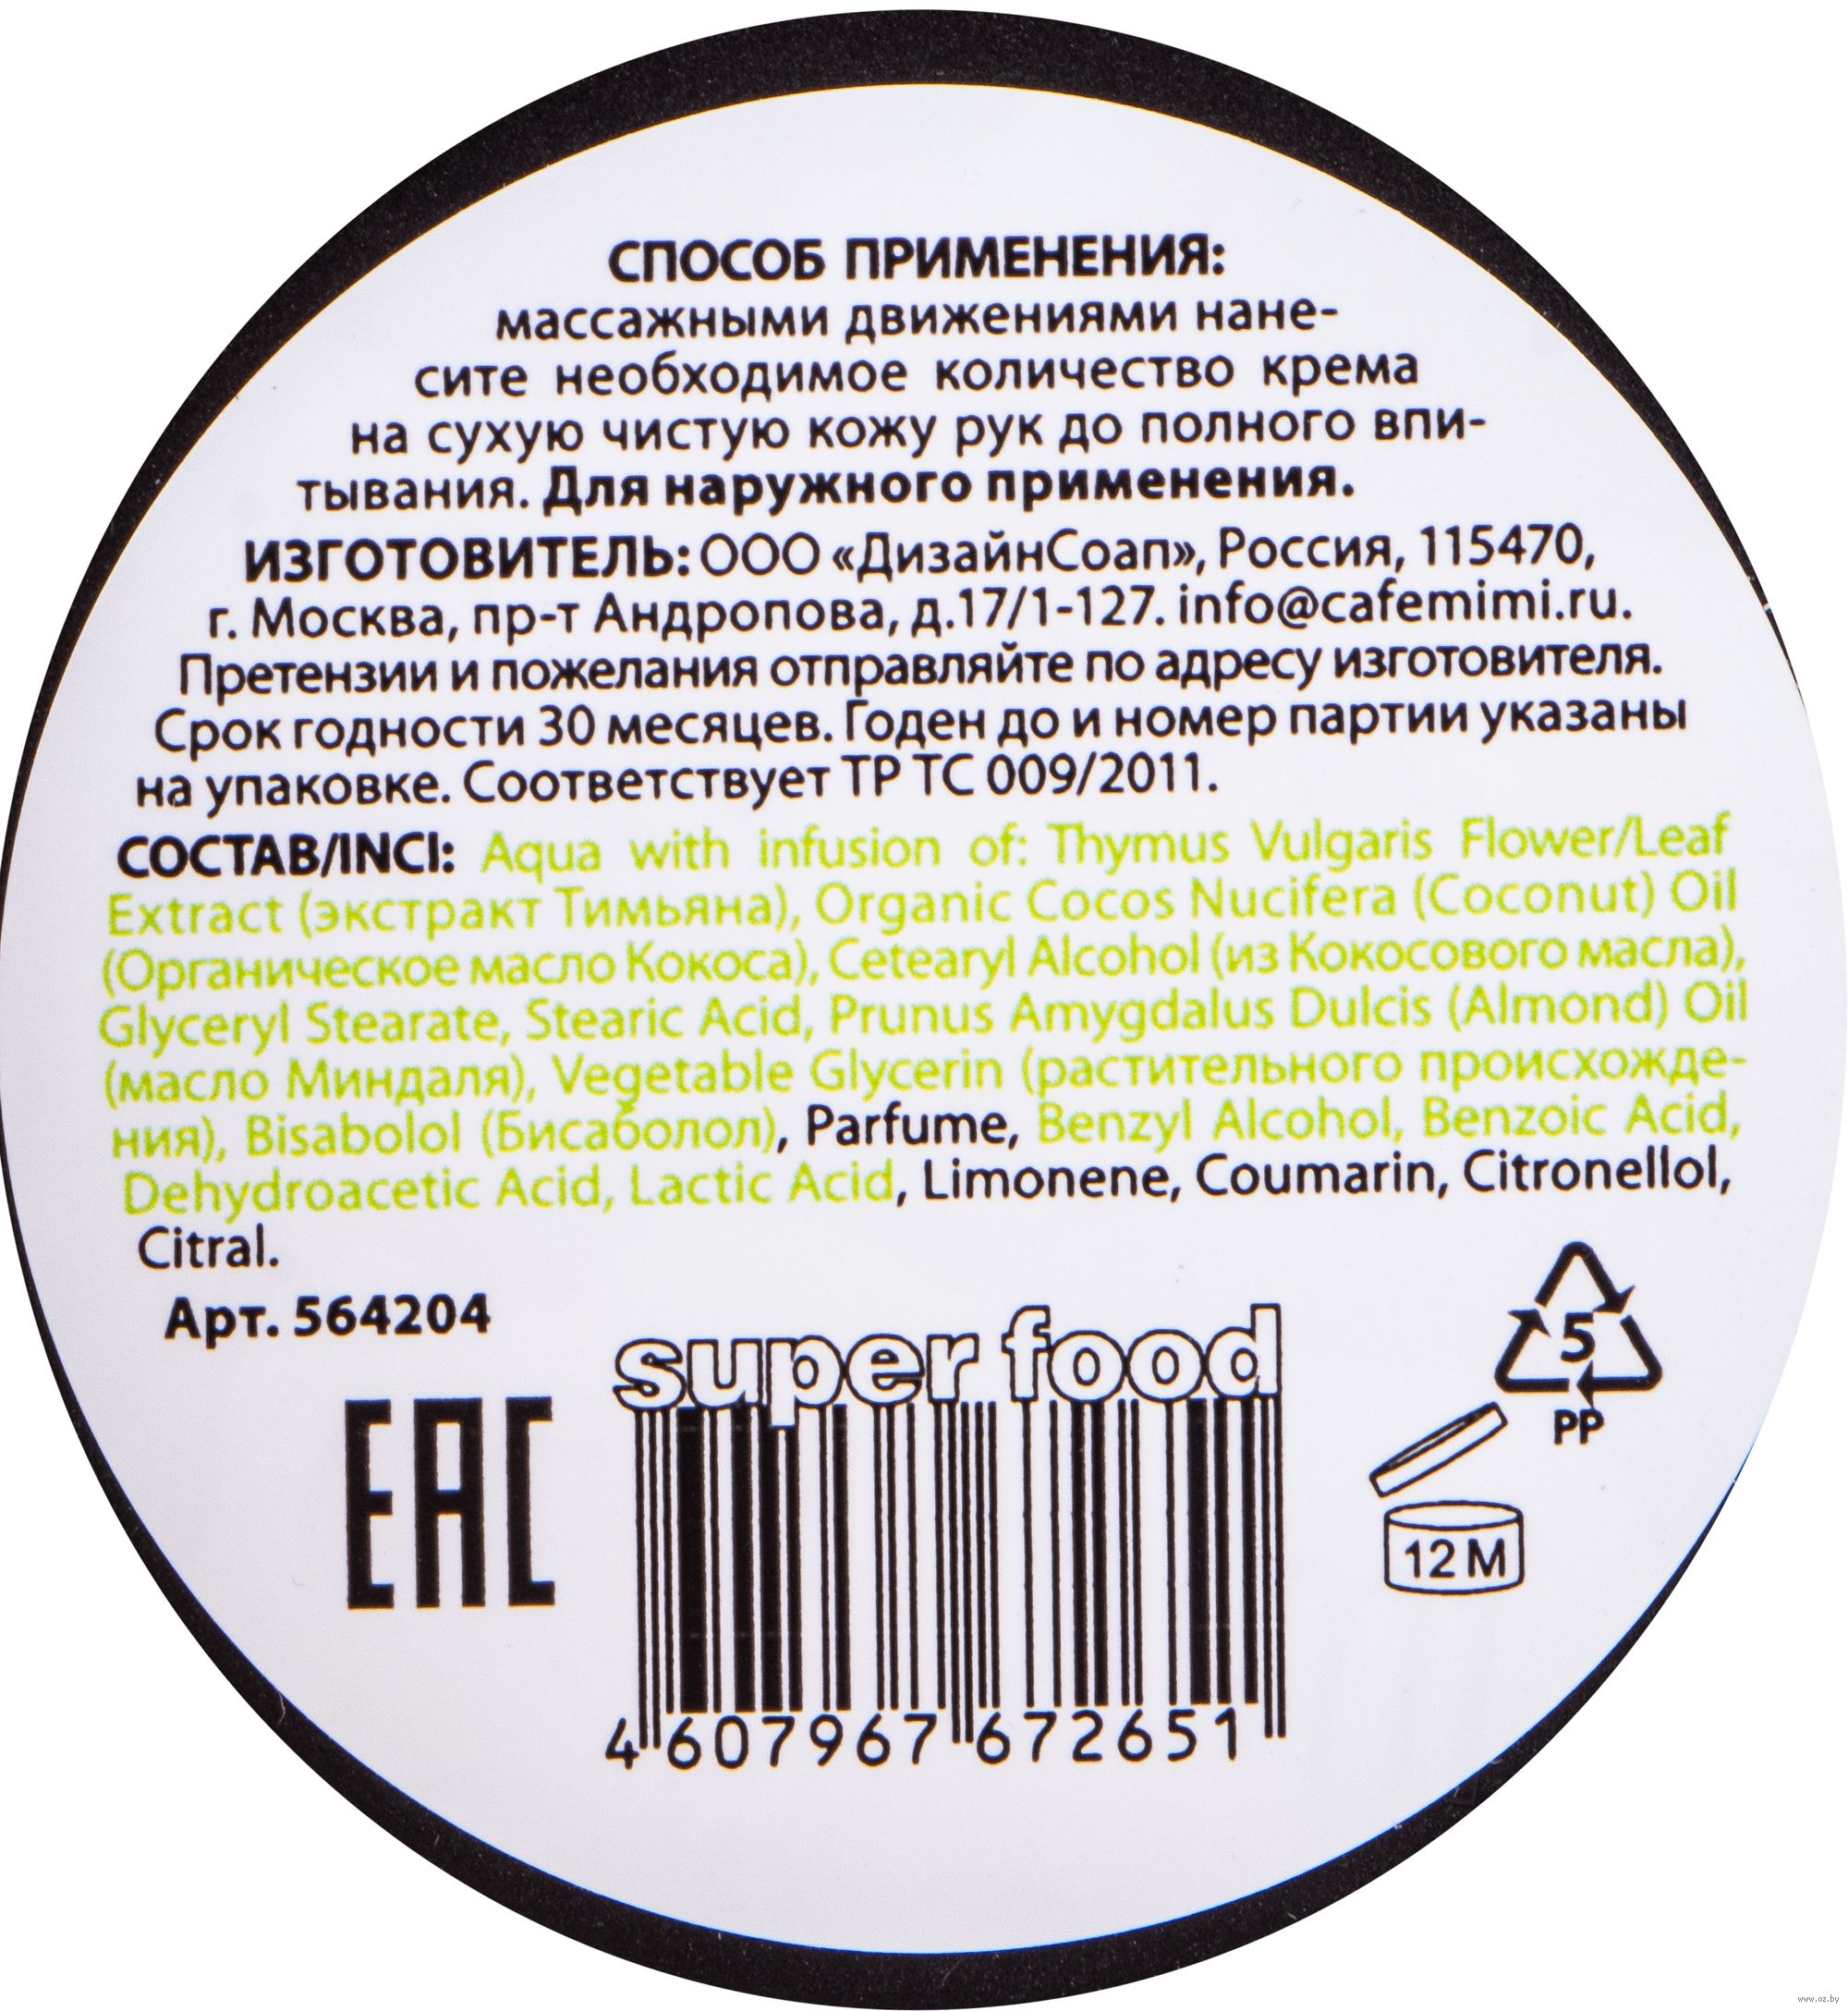 СПОСОБ ПРИМЕНЕНИЯ:
массажными движениями нане-
сите необходимое количество крема
на сухую чистую кожу рук до полного впи-
тывания. Для наружного применения.
ИЗГОТОВИТЕЛЬ: ООО «ДизайнСоап», Россия, 115470,
г. Москва, пр-т Андропова, д.17/1-127. info@cafemimi.ru.
Претензии и пожелания отправляйте по адресу изготовителя.
Срок годности 30 месяцев. Годен до и номер партии указаны
на упаковке. Соответствует ТР ТС 009/2011.
СОСТАВ/INCI: Aqua with infusion of: Thymus Vulgaris Flower/Leaf
Extract (экстракт Тимьяна), Organic Cocos Nucifera (Coconut) Oil
(Органическое масло Кокоса), Cetearyl Alcohol (из Кокосового масла),
Glyceryl Stearate, Stearic Acid, Prunus Amygdalus Dulcis (Almond) Oil
(масло Миндаля), Vegetable Glycerin (растительного происхожде-
ния), Bisabolol (Бисаболол), Parfume, Benzyl Alcohol, Benzoic Acid,
Dehydroacetic Acid, Lactic Acid, Limonene, Coumarin, Citronellol,
Citral.
Арт. 564204
super food
5
PP
EAC
12 M
4 607967 672651
www.oz.by